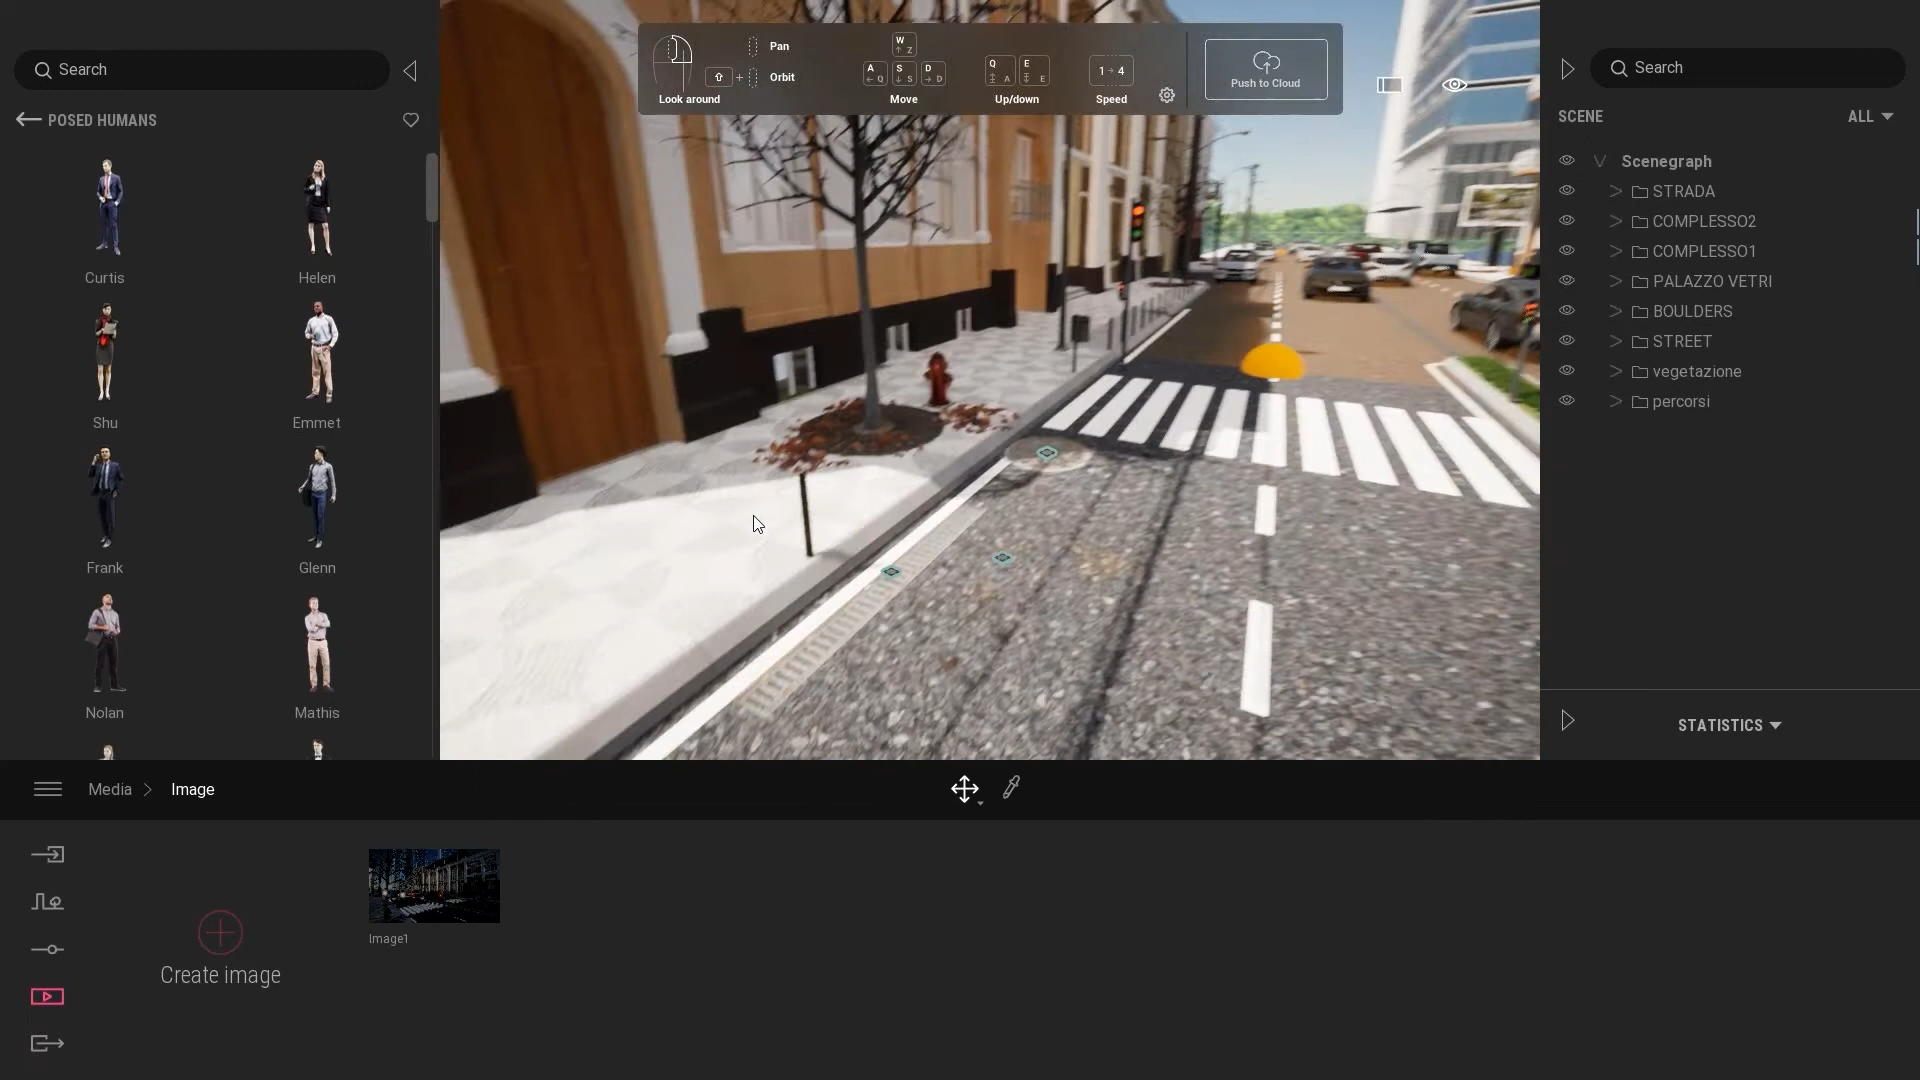 Search
POSED HUMANS
Curtis
Helen
Shu
Emmet
Frank
Glenn
Nolan
Mathis
Look around
Pan
+ Orbit
W
Z
A
Q
S
S
D
D
Move
Q
A
E
E
Up/down
1 4
Speed
Push to Cloud
Search
SCENE
ALL
Scenegraph
STRADA
COMPLESSO2
COMPLESSO1
PALAZZO VETRI
BOULDERS
STREET
vegetazione
percorsi
STATISTICS
Media
Image
Create image
Image1